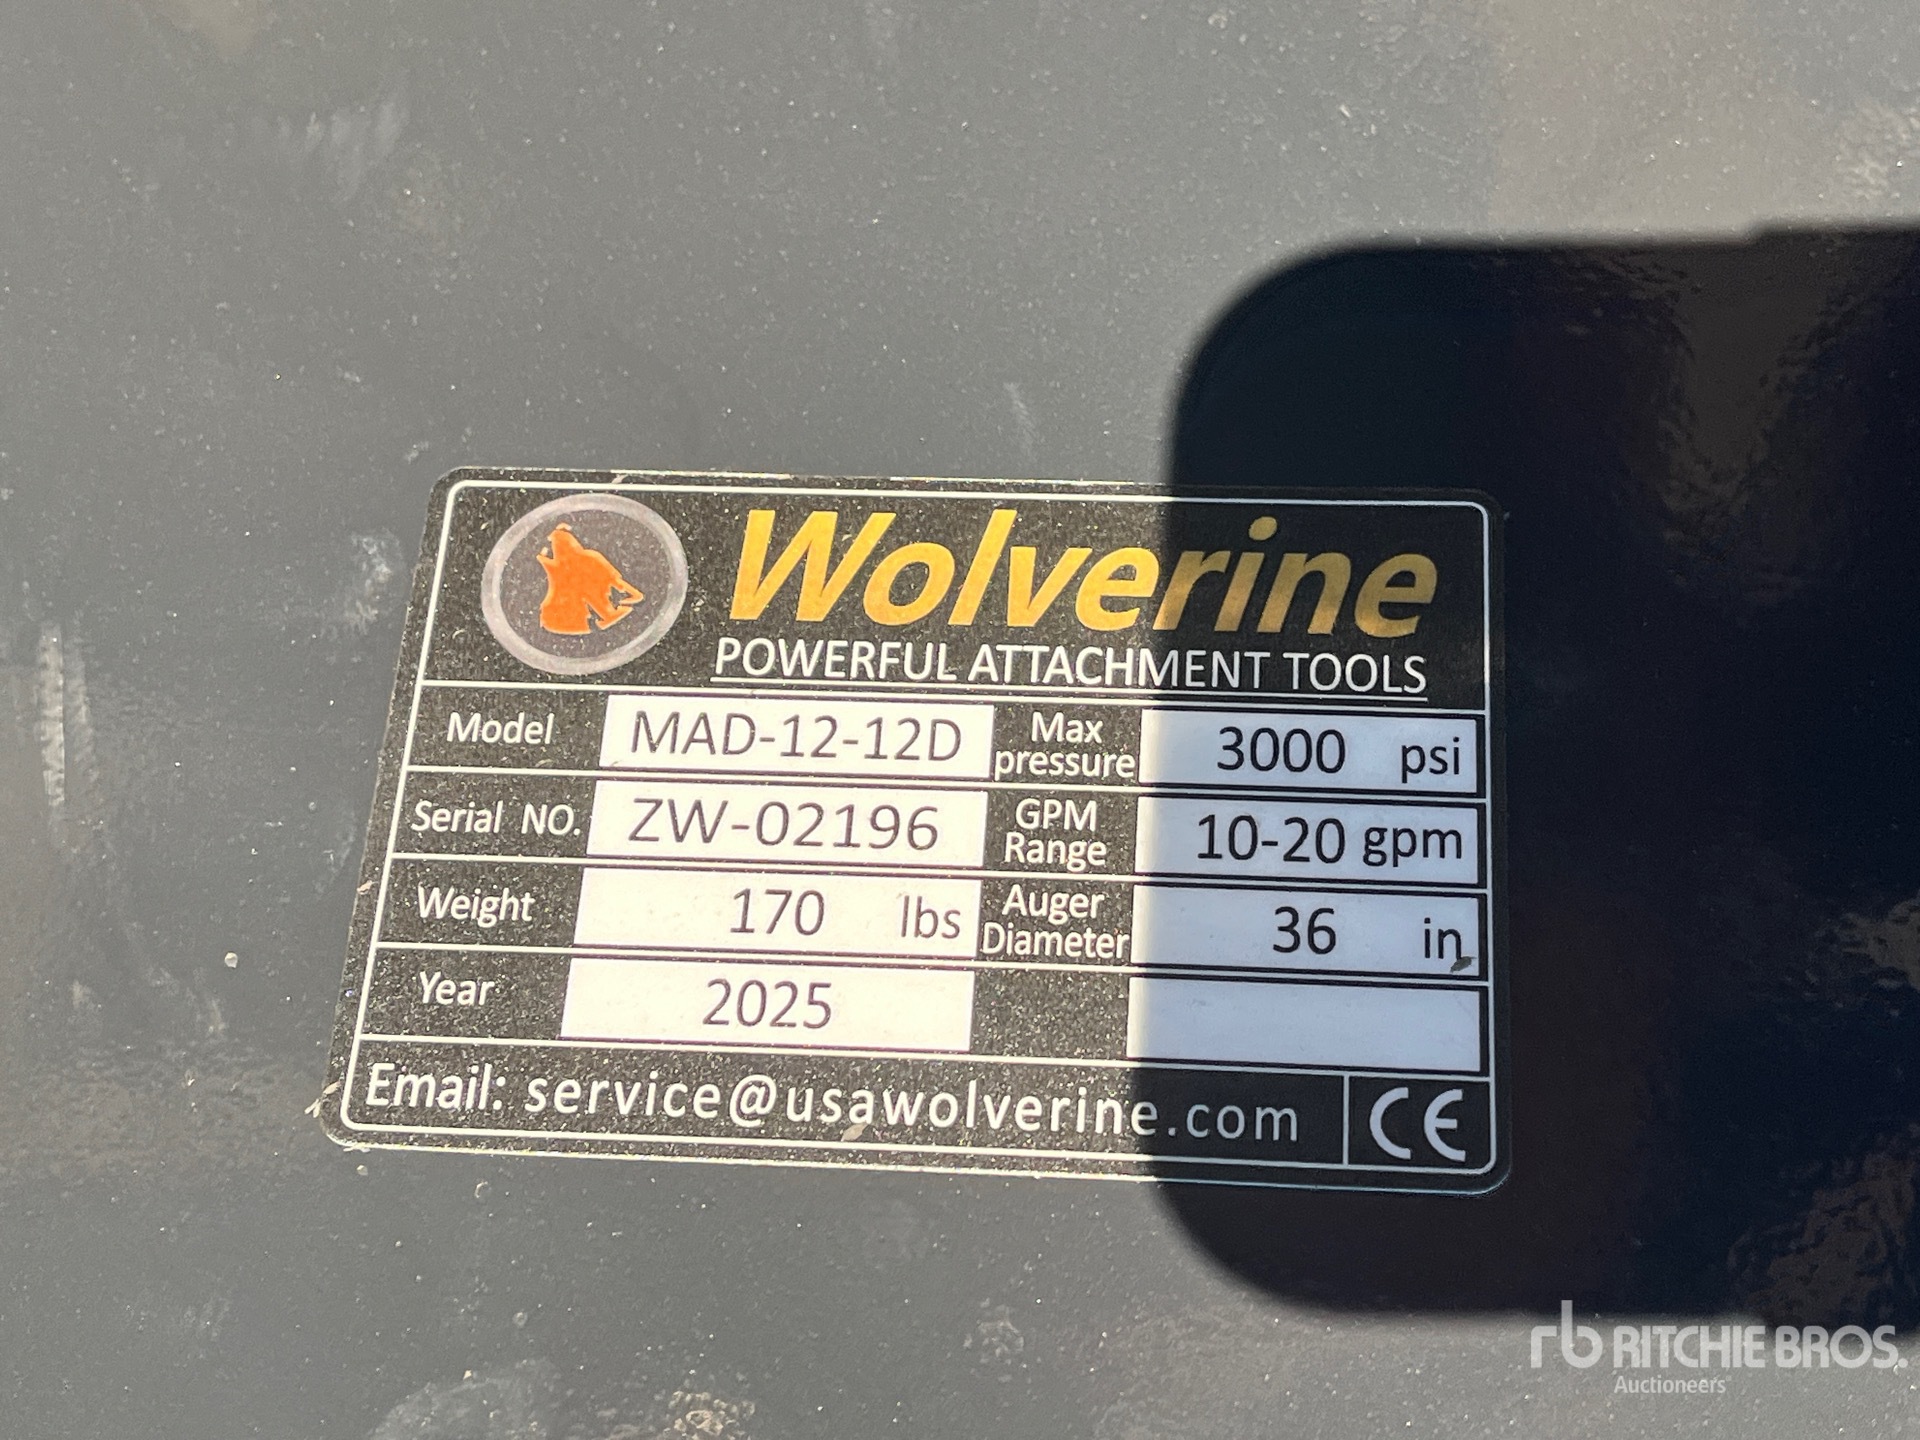 Wolverine
POWERFUL ATTACHMENT TOOLS
Model MAD-12-12D Max pressure 3000 psi
Serial NO. ZW-02196 GPM Range 10-20 gpm
Weight 170 lbs Auger Diameter 36 in
Year 2025
Email: service@usawolverine.com CE
rb RITCHIE BROS.
Auctioneers